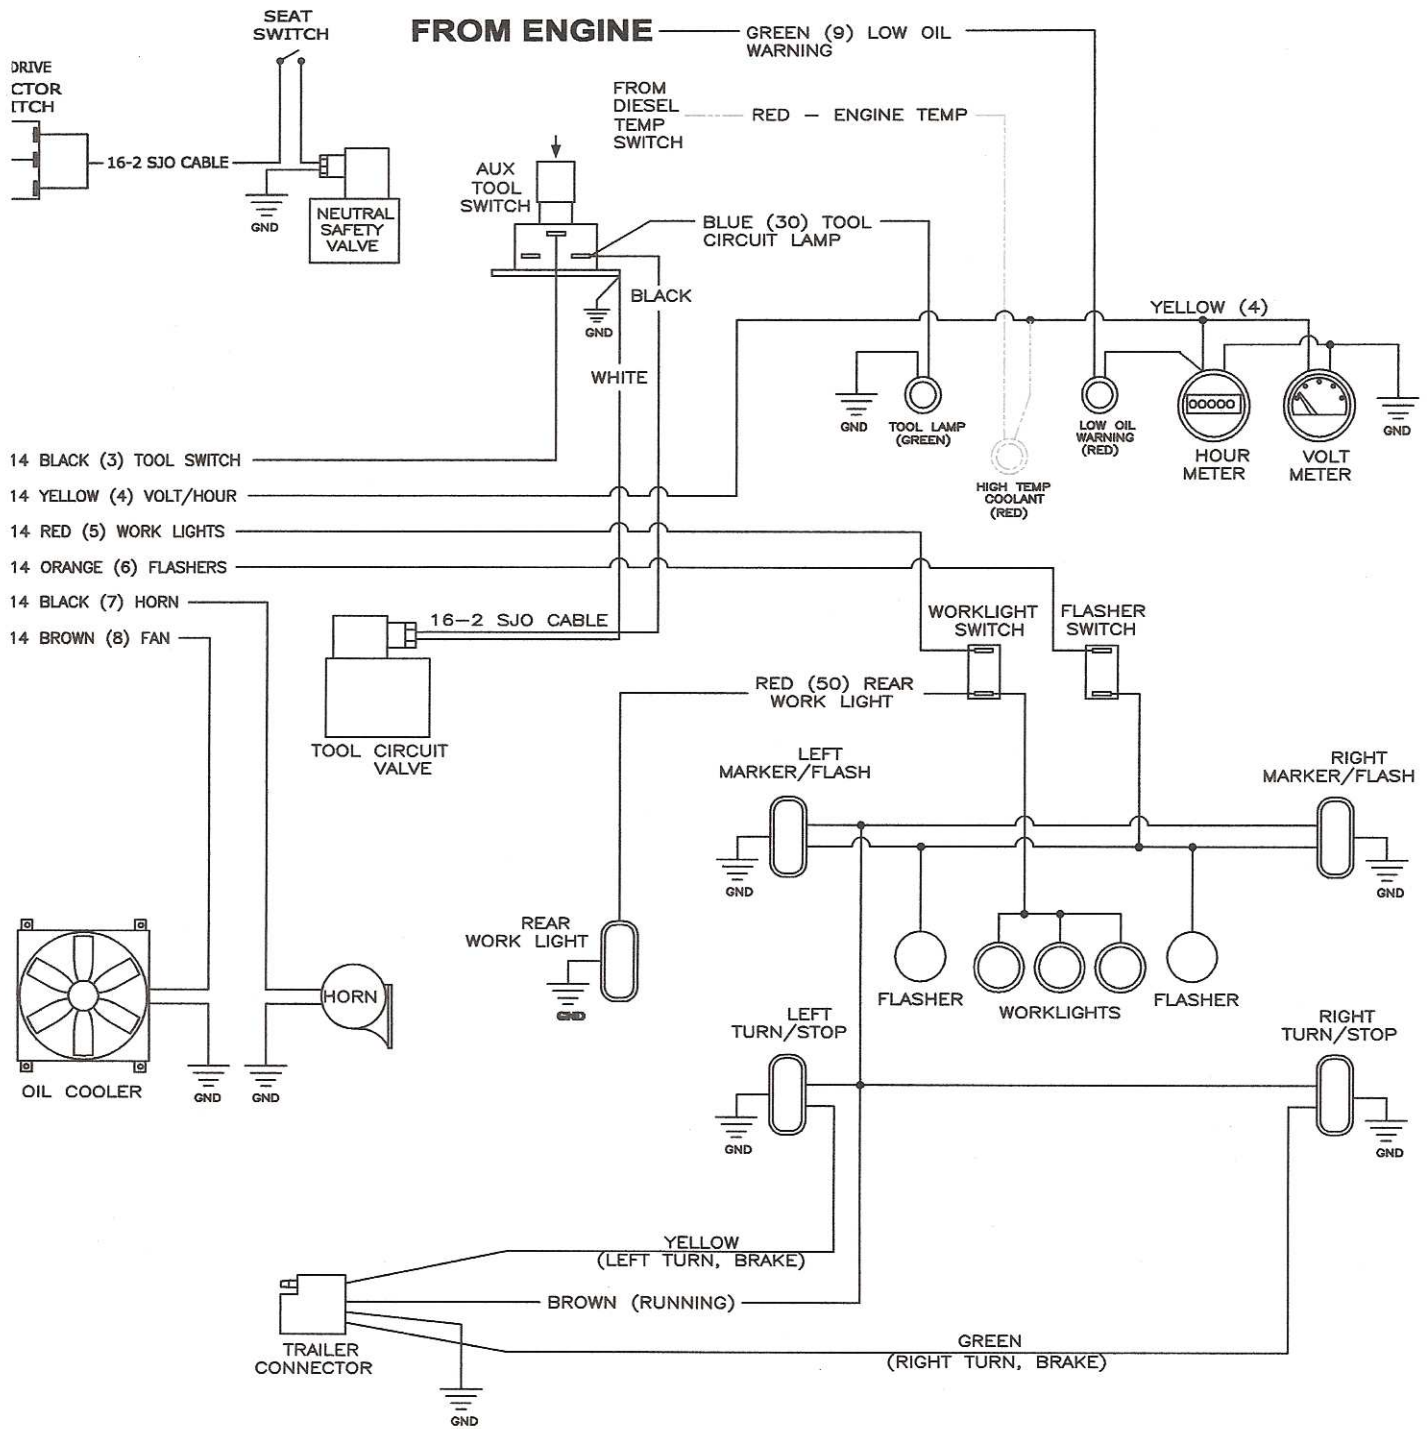 SEAT
SWITCH
FROM ENGINE
GREEN (9) LOW OIL
WARNING
DRIVE
CTOR
ITCH
FROM
DIESEL
TEMP
SWITCH
RED – ENGINE TEMP
16-2 SJO CABLE
GND
NEUTRAL
SAFETY
VALVE
AUX
TOOL
SWITCH
BLUE (30) TOOL
CIRCUIT LAMP
BLACK
GND
WHITE
YELLOW (4)
GND
TOOL LAMP
(GREEN)
HIGH TEMP
COOLANT
(RED)
LOW OIL
WARNING
(RED)
HOUR
METER
00000
VOLT
METER
GND
14 BLACK (3) TOOL SWITCH
14 YELLOW (4) VOLT/HOUR
14 RED (5) WORK LIGHTS
14 ORANGE (6) FLASHERS
14 BLACK (7) HORN
14 BROWN (8) FAN
16-2 SJO CABLE
TOOL CIRCUIT
VALVE
WORKLIGHT
SWITCH
FLASHER
SWITCH
RED (50) REAR
WORK LIGHT
LEFT
MARKER/FLASH
RIGHT
MARKER/FLASH
GND
GND
REAR
WORK LIGHT
GND
FLASHER
WORKLIGHTS
FLASHER
HORN
OIL COOLER
GND
GND
LEFT
TURN/STOP
RIGHT
TURN/STOP
GND
GND
YELLOW
(LEFT TURN, BRAKE)
BROWN (RUNNING)
GREEN
(RIGHT TURN, BRAKE)
TRAILER
CONNECTOR
GND